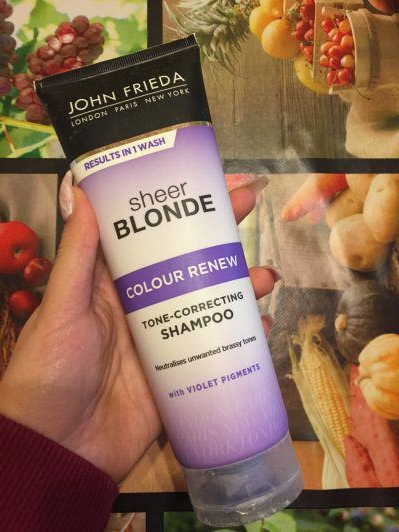 JOHN FRIEDA
LONDON PARIS NEW YORK
RESULTS IN 1 WASH
sheer
BLONDE
COLOUR RENEW
TONE-CORRECTING
SHAMPOO
Neutralises unwanted brassy tones
with VIOLET PIGMENTS